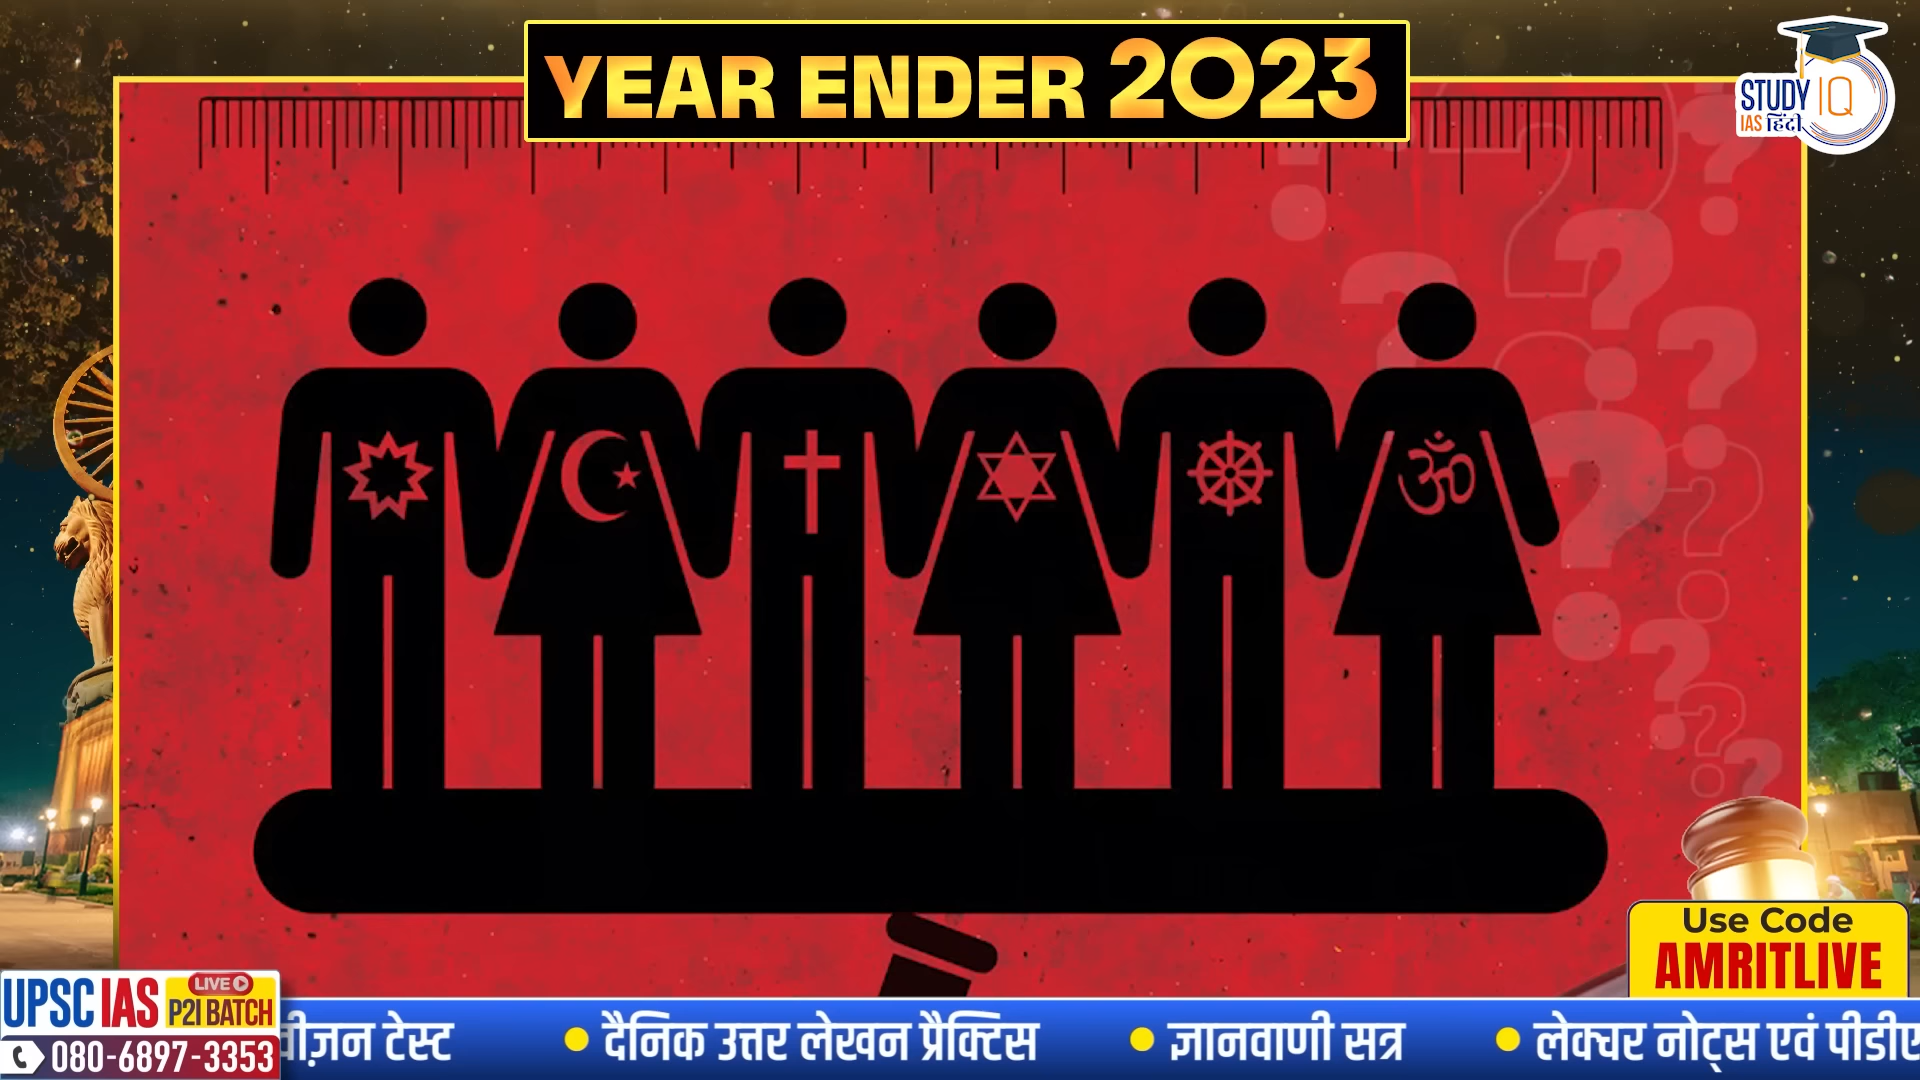 YEAR ENDER 2023
STUDY IQ
IAS हिंदी
ॐ
Use Code
AMRITLIVE
UPSC IAS
LIVE
P2I BATCH
080-6897-3353
टेस्ट • दैनिक उत्तर लेखन प्रैक्टिस • ज्ञानवाणी सत्र • लेक्चर नोट्स एवं